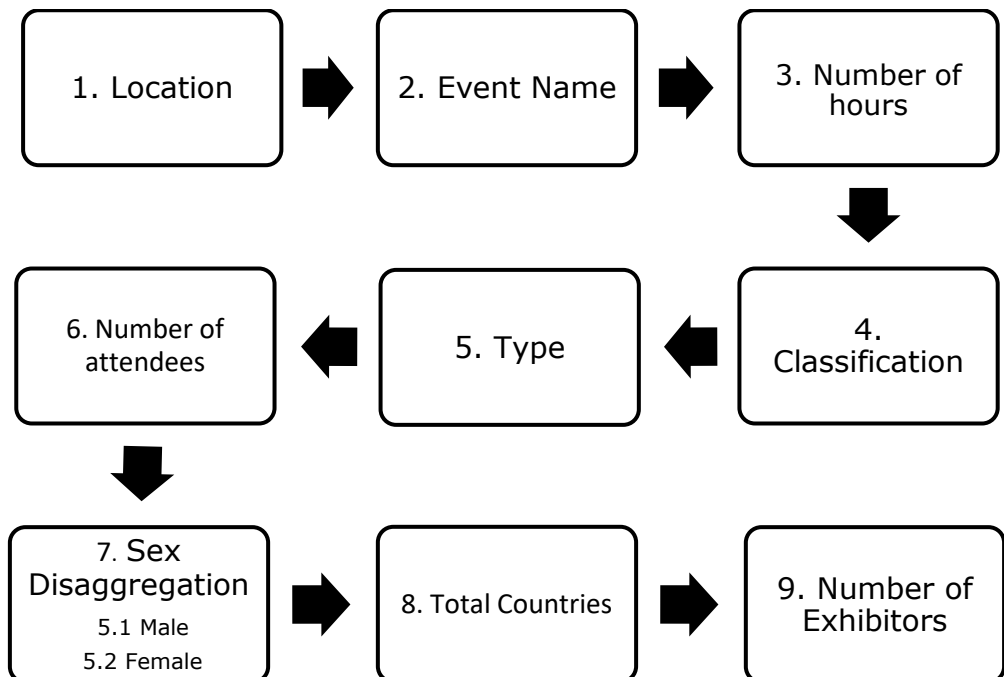 1. Location
2. Event Name
3. Number of
hours
4.
Classification
5. Type
6. Number of
attendees
7. Sex
Disaggregation
5.1 Male
5.2 Female
8. Total Countries
9. Number of
Exhibitors